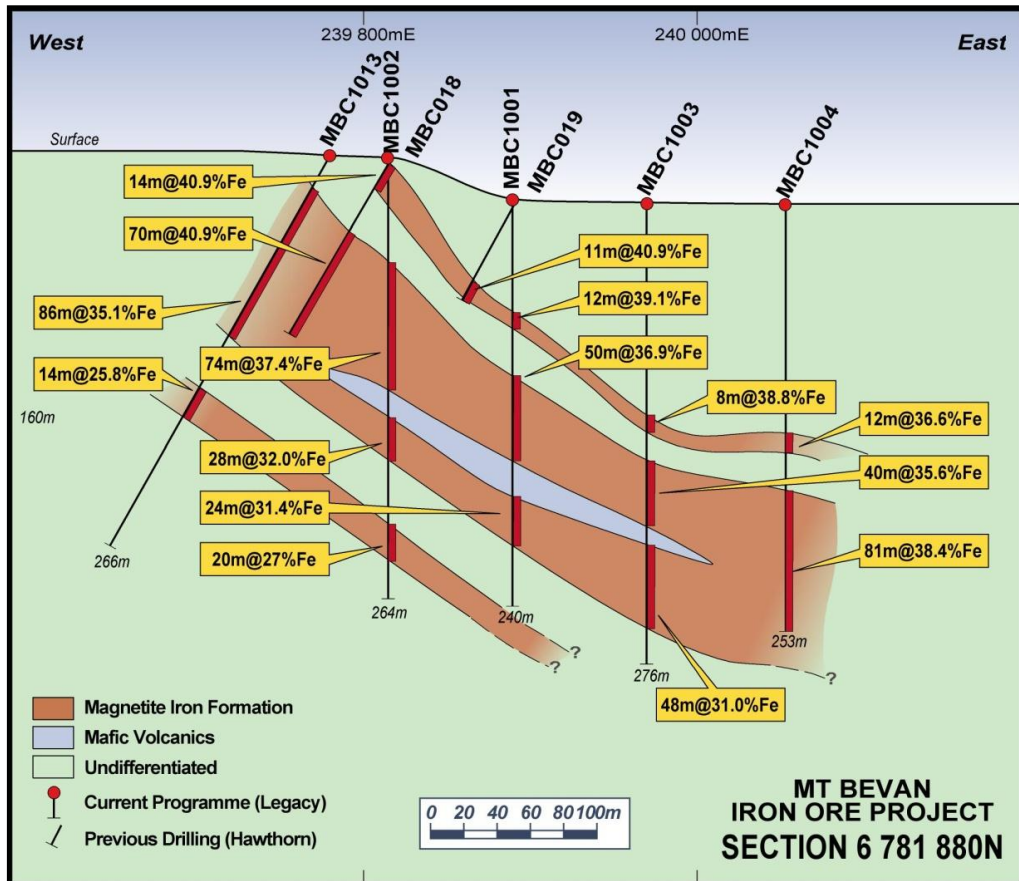 West
239 800mE
240 000mE
East
Surface
MBC1013
MBC1002
MBC018
MBC1001
MBC019
MBC1003
MBC1004
14m@40.9%Fe
70m@40.9%Fe
86m@35.1%Fe
14m@25.8%Fe
74m@37.4%Fe
28m@32.0%Fe
24m@31.4%Fe
20m@27%Fe
11m@40.9%Fe
12m@39.1%Fe
50m@36.9%Fe
8m@38.8%Fe
12m@36.6%Fe
40m@35.6%Fe
81m@38.4%Fe
48m@31.0%Fe
160m
266m
264m
240m
276m
253m
?
?
?
Magnetite Iron Formation
Mafic Volcanics
Undifferentiated
Current Programme (Legacy)
Previous Drilling (Hawthorn)
0 20 40 60 80 100m
MT BEVAN
IRON ORE PROJECT
SECTION 6 781 880N